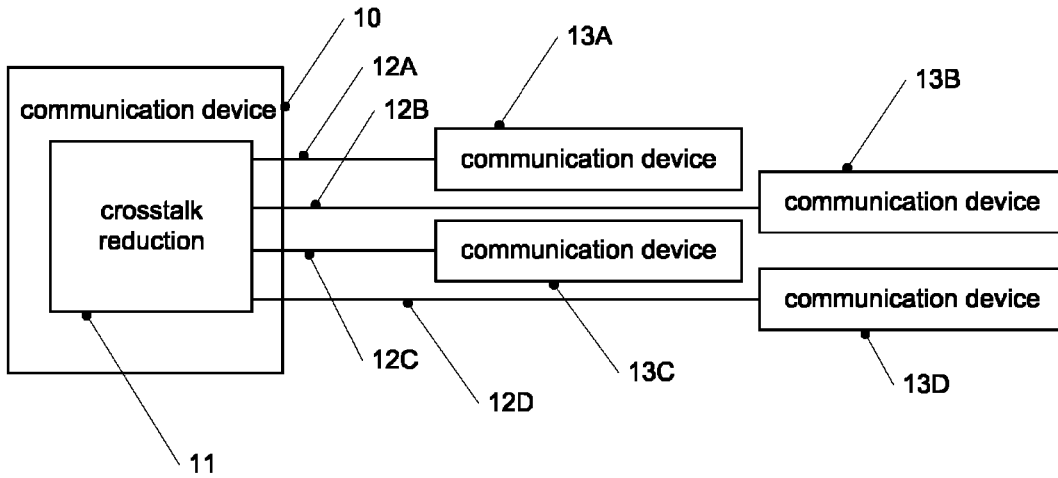 10
13A
12A
13B
12B
communication device
communication device
communication device
crosstalk
reduction
communication device
communication device
12C
13C
13D
12D
11